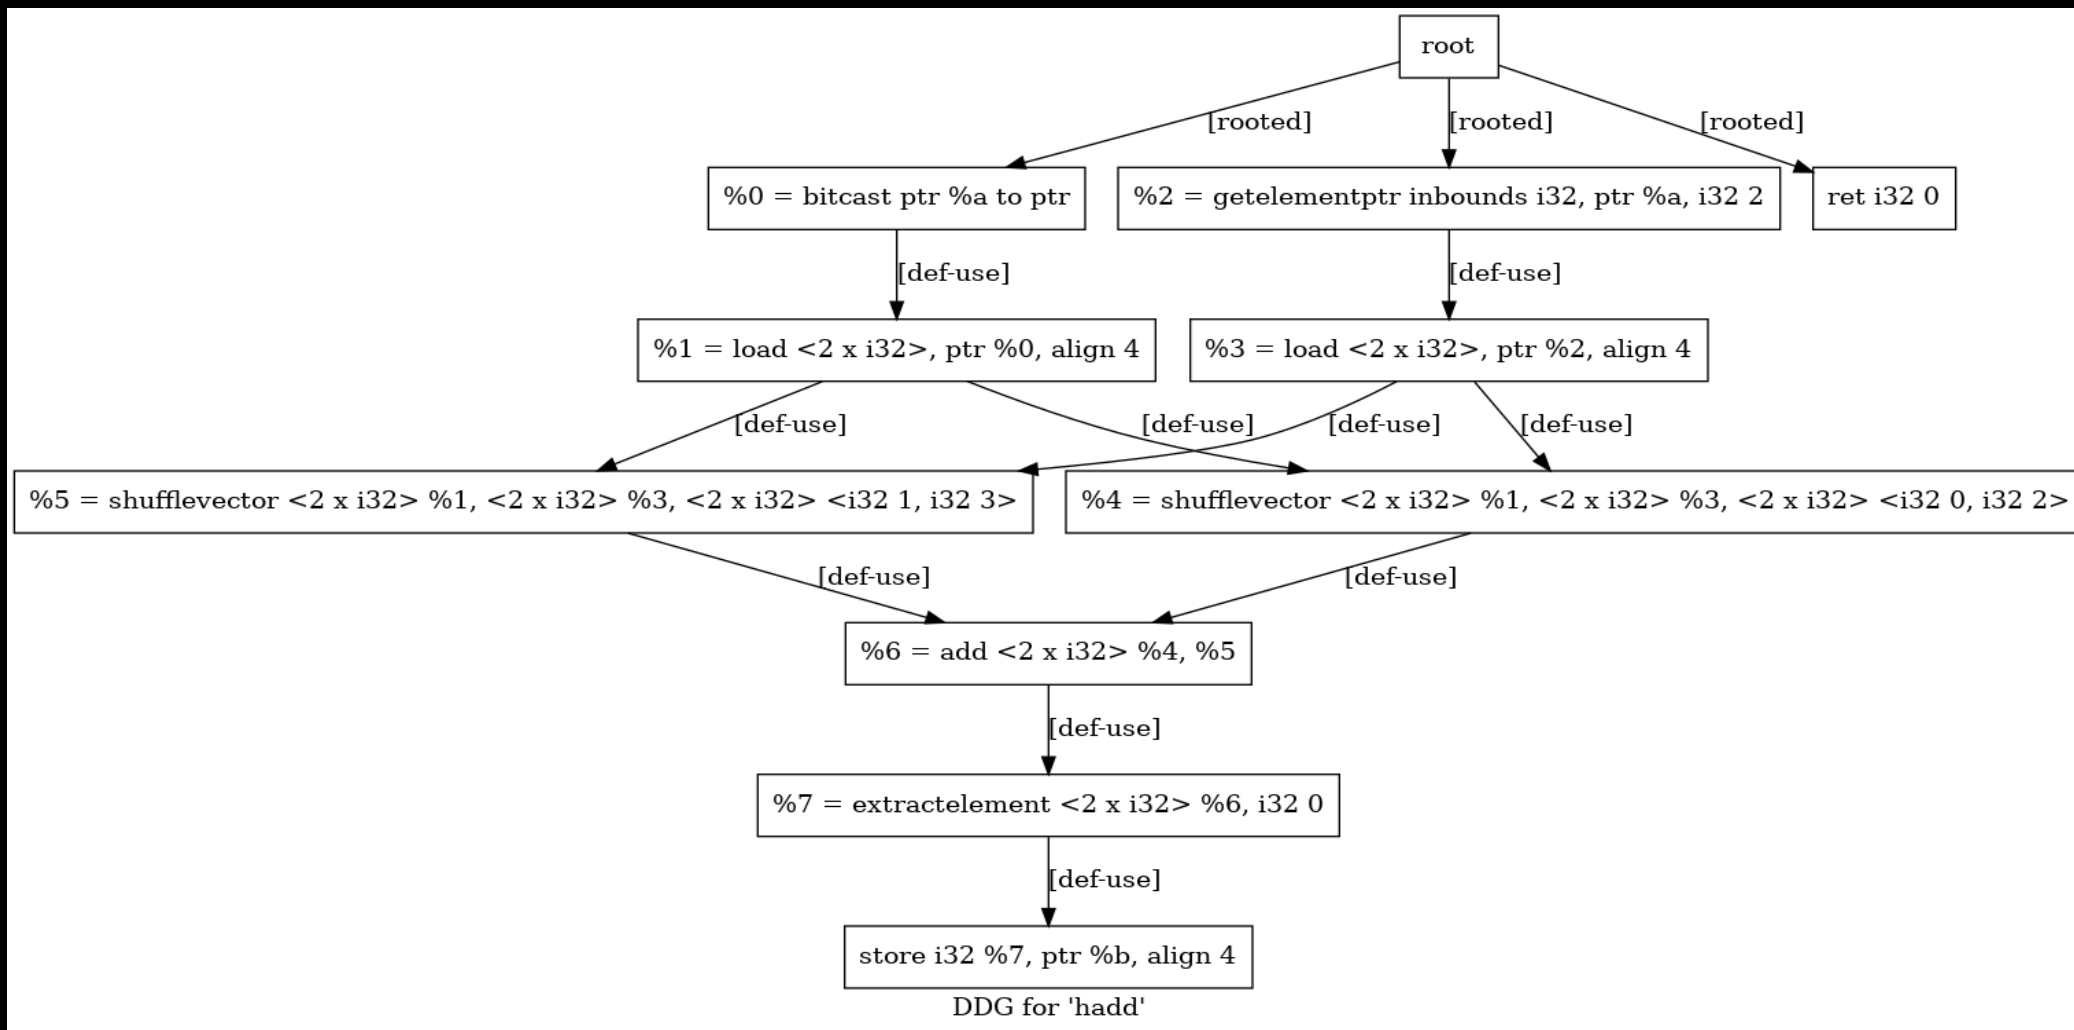 root
[rooted]
[rooted]
[rooted]
%0 = bitcast ptr %a to ptr
%2 = getelementptr inbounds i32, ptr %a, i32 2
ret i32 0
[def-use]
[def-use]
%1 = load <2 x i32>, ptr %0, align 4
%3 = load <2 x i32>, ptr %2, align 4
[def-use]
[def-use]
[def-use]
[def-use]
%5 = shufflevector <2 x i32> %1, <2 x i32> %3, <2 x i32> <i32 1, i32 3>
%4 = shufflevector <2 x i32> %1, <2 x i32> %3, <2 x i32> <i32 0, i32 2>
[def-use]
[def-use]
%6 = add <2 x i32> %4, %5
[def-use]
%7 = extractelement <2 x i32> %6, i32 0
[def-use]
store i32 %7, ptr %b, align 4
DDG for 'hadd'